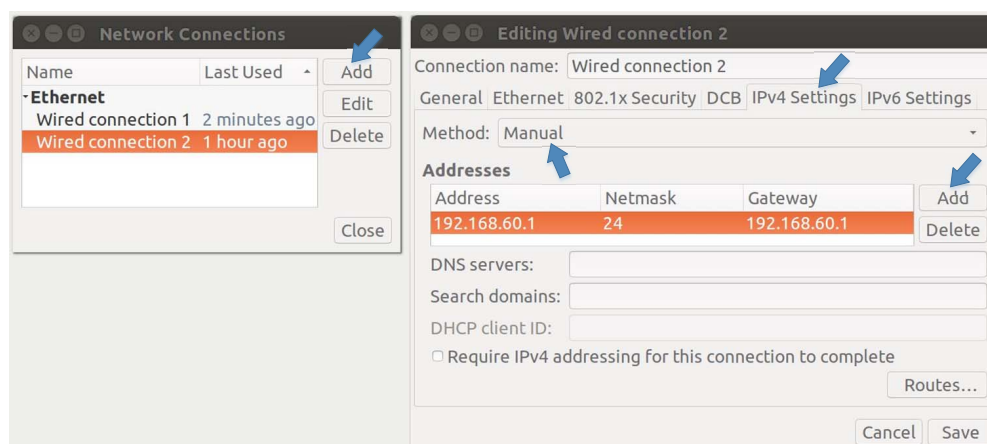 Network Connections
Name Last Used Add
Ethernet Edit
Wired connection 1 2 minutes ago
Wired connection 2 1 hour ago Delete
Close
Editing Wired connection 2
Connection name: Wired connection 2
General Ethernet 802.1x Security DCB IPv4 Settings IPv6 Settings
Method: Manual
Addresses
Address Netmask Gateway Add
192.168.60.1 24 192.168.60.1 Delete
DNS servers:
Search domains:
DHCP client ID:
Require IPv4 addressing for this connection to complete
Routes...
Cancel Save